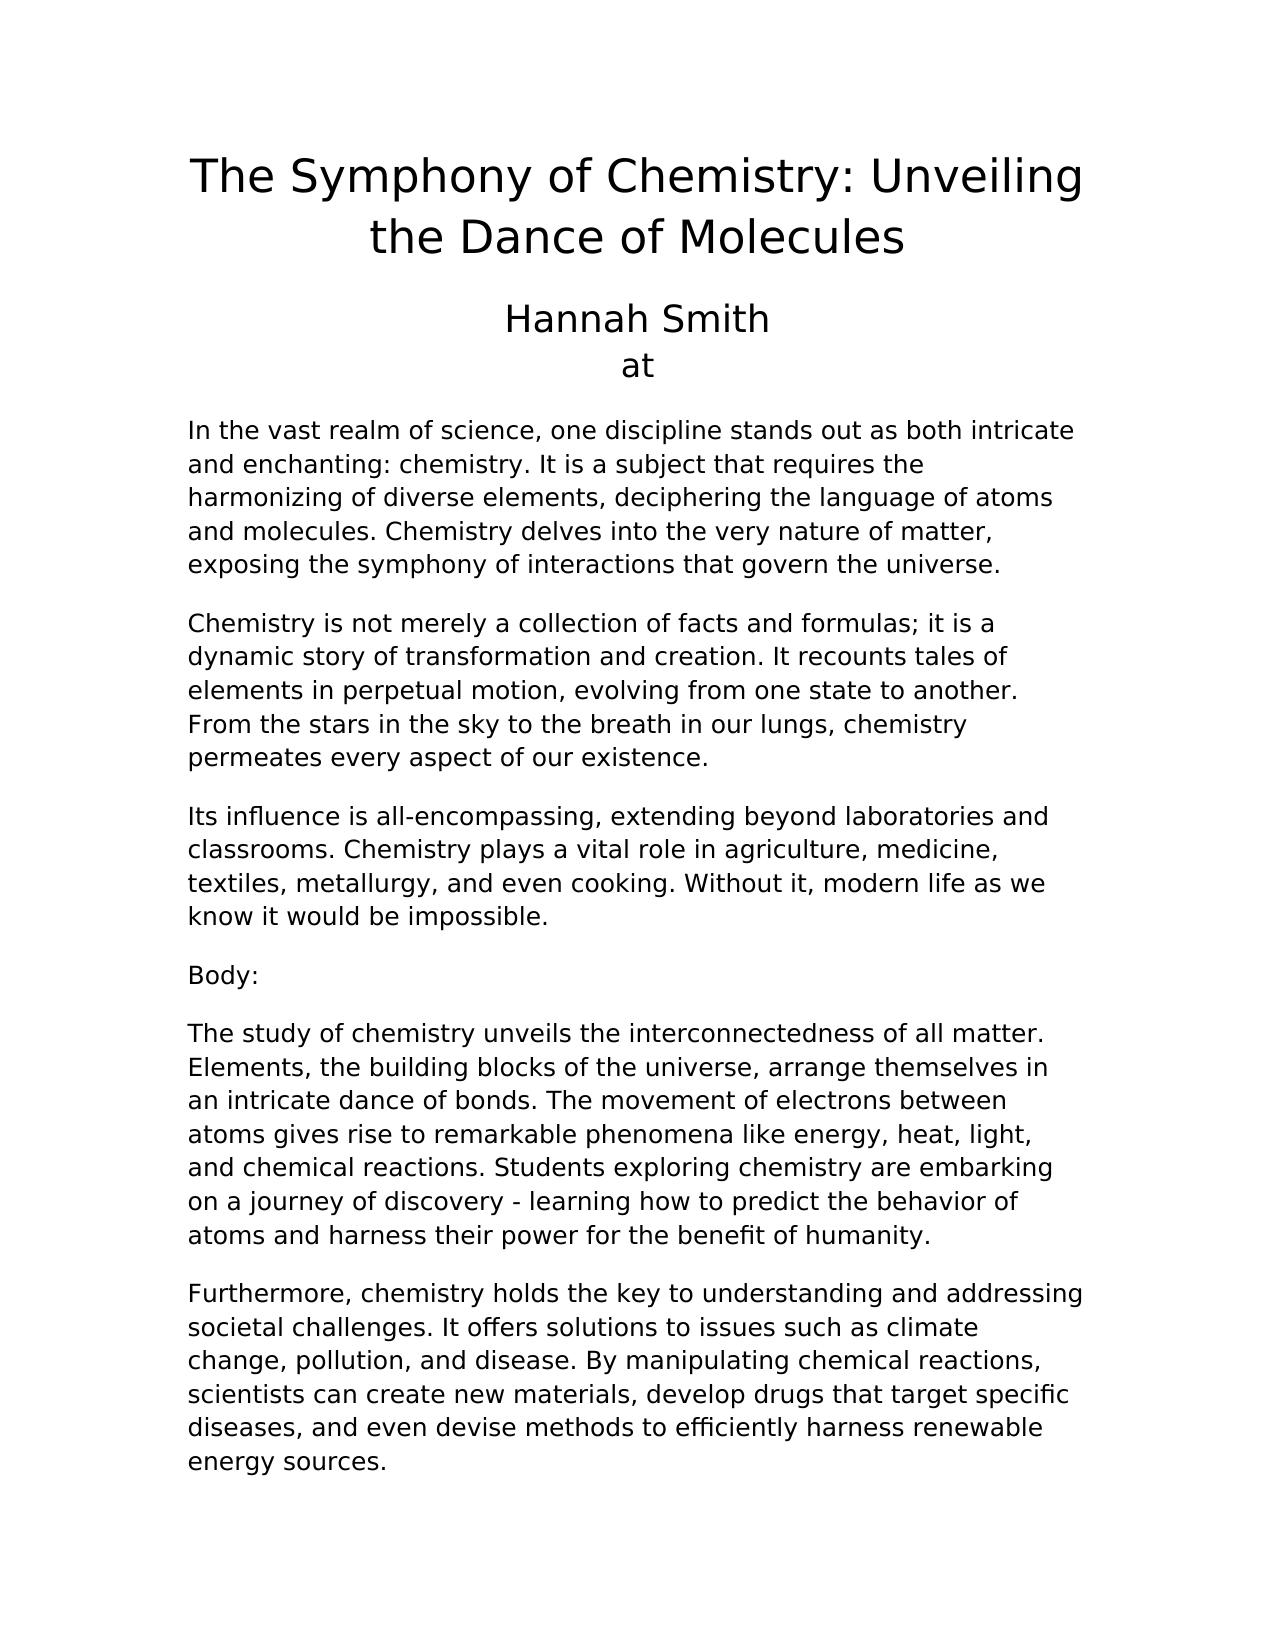 The Symphony of Chemistry: Unveiling
the Dance of Molecules
Hannah Smith
at
In the vast realm of science, one discipline stands out as both intricate
and enchanting: chemistry. It is a subject that requires the
harmonizing of diverse elements, deciphering the language of atoms
and molecules. Chemistry delves into the very nature of matter,
exposing the symphony of interactions that govern the universe.
Chemistry is not merely a collection of facts and formulas; it is a
dynamic story of transformation and creation. It recounts tales of
elements in perpetual motion, evolving from one state to another.
From the stars in the sky to the breath in our lungs, chemistry
permeates every aspect of our existence.
Its influence is all-encompassing, extending beyond laboratories and
classrooms. Chemistry plays a vital role in agriculture, medicine,
textiles, metallurgy, and even cooking. Without it, modern life as we
know it would be impossible.
Body:
The study of chemistry unveils the interconnectedness of all matter.
Elements, the building blocks of the universe, arrange themselves in
an intricate dance of bonds. The movement of electrons between
atoms gives rise to remarkable phenomena like energy, heat, light,
and chemical reactions. Students exploring chemistry are embarking
on a journey of discovery - learning how to predict the behavior of
atoms and harness their power for the benefit of humanity.
Furthermore, chemistry holds the key to understanding and addressing
societal challenges. It offers solutions to issues such as climate
change, pollution, and disease. By manipulating chemical reactions,
scientists can create new materials, develop drugs that target specific
diseases, and even devise methods to efficiently harness renewable
energy sources.